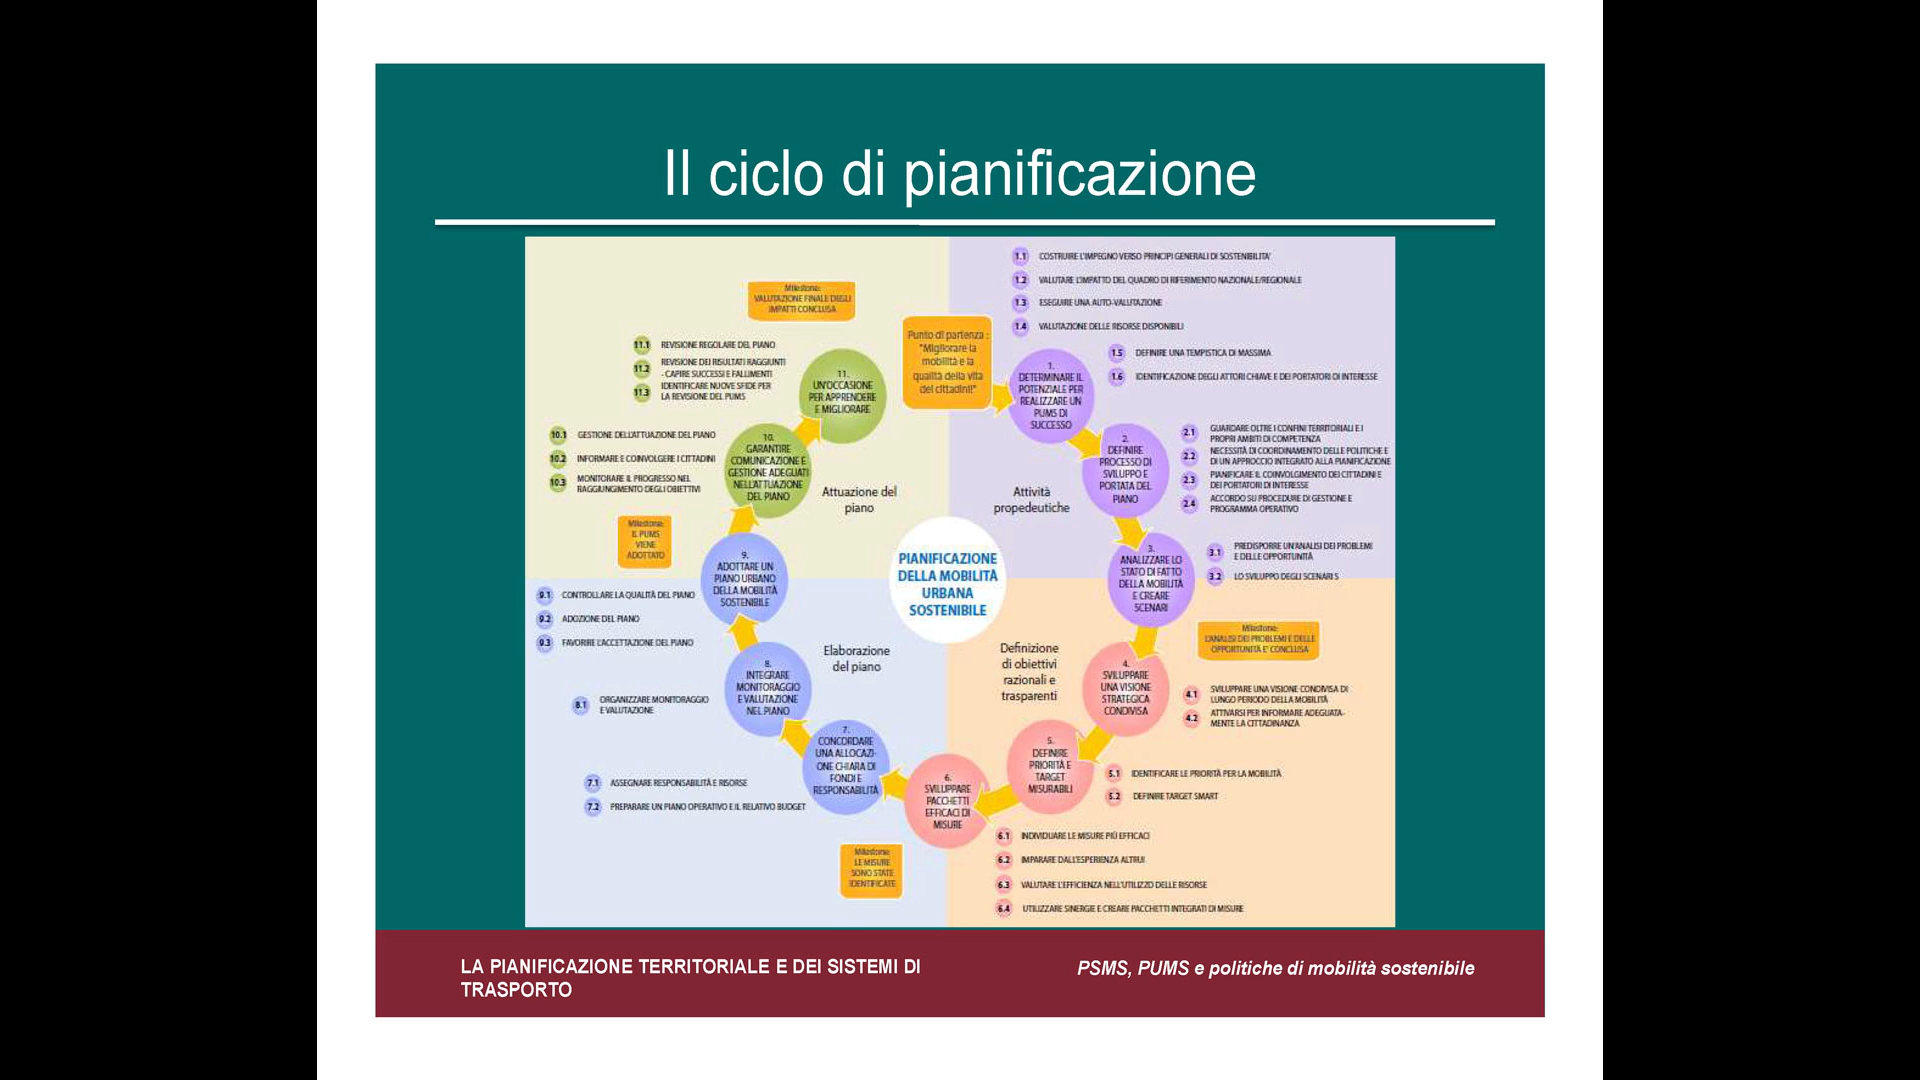 Il ciclo di pianificazione
Punto di partenza :
"Migliorare la
mobilità e la
qualità della vita
dei cittadini!"
1.1 COSTRUIRE L'IMPEGNO VERSO PRINCIPI GENERALI DI SOSTENIBILITA'
1.2 VALUTARE L'IMPATTO DEL QUADRO DI RIFERIMENTO NAZIONALE/REGIONALE
1.3 ESEGUIRE UNA AUTO-VALUTAZIONE
1.4 VALUTAZIONE DELLE RISORSE DISPONIBILI
1.5 DEFINIRE UNA TEMPISTICA DI MASSIMA
1.6 IDENTIFICAZIONE DEGLI ATTORI CHIAVE E DEI PORTATORI DI INTERESSE
1.
DETERMINARE IL
POTENZIALE PER
REALIZZARE UN
PUMS DI
SUCCESSO
2.
DEFINIRE
PROCESSO DI
SVILUPPO E
PORTATA DEL
PIANO
2.1 GUARDARE OLTRE I CONFINI TERRITORIALI E I
PROPRI AMBITI DI COMPETENZA
2.2 NECESSITÀ DI COORDINAMENTO DELLE POLITICHE E
DI UN APPROCCIO INTEGRATO ALLA PIANIFICAZIONE
2.3 PIANIFICARE IL COINVOLGIMENTO DEI CITTADINI E
DEI PORTATORI DI INTERESSE
2.4 ACCORDO SU PROCEDURE DI GESTIONE E
PROGRAMMA OPERATIVO
Attività
propedeutiche
3.
ANALIZZARE LO
STATO DI FATTO
DELLA MOBILITÀ
E CREARE
SCENARI
3.1 PREDISPORRE UN'ANALISI DEI PROBLEMI
E DELLE OPPORTUNITÀ
3.2 LO SVILUPPO DEGLI SCENARI S
Milestone:
L'ANALISI DEI PROBLEMI E DELLE
OPPORTUNITÀ E' CONCLUSA
PIANIFICAZIONE
DELLA MOBILITÀ
URBANA
SOSTENIBILE
Definizione
di obiettivi
razionali e
trasparenti
4.
SVILUPPARE
UNA VISIONE
STRATEGICA
CONDIVISA
4.1 SVILUPPARE UNA VISIONE CONDIVISA DI
LUNGO PERIODO DELLA MOBILITÀ
4.2 ATTIVARSI PER INFORMARE ADEGUATA-
MENTE LA CITTADINANZA
5.
DEFINIRE
PRIORITÀ E
TARGET
MISURABILI
5.1 IDENTIFICARE LE PRIORITÀ PER LA MOBILITÀ
5.2 DEFINIRE TARGET SMART
6.
SVILUPPARE
PACCHETTI
EFFICACI DI
MISURE
6.1 INDIVIDUARE LE MISURE PIÙ EFFICACI
6.2 IMPARARE DALL'ESPERIENZA ALTRUI
6.3 VALUTARE L'EFFICIENZA NELL'UTILIZZO DELLE RISORSE
6.4 UTILIZZARE SINERGIE E CREARE PACCHETTI INTEGRATI DI MISURE
Milestone:
LE MISURE
SONO STATE
IDENTIFICATE
Elaborazione
del piano
7.
CONCORDARE
UNA ALLOCAZI-
ONE CHIARA DI
FONDI E
RESPONSABILITÀ
7.1 ASSEGNARE RESPONSABILITÀ E RISORSE
7.2 PREPARARE UN PIANO OPERATIVO E IL RELATIVO BUDGET
8.
INTEGRARE
MONITORAGGIO
E VALUTAZIONE
NEL PIANO
8.1 ORGANIZZARE MONITORAGGIO
E VALUTAZIONE
9.
ADOTTARE UN
PIANO URBANO
DELLA MOBILITÀ
SOSTENIBILE
9.1 CONTROLLARE LA QUALITÀ DEL PIANO
9.2 ADOZIONE DEL PIANO
9.3 FAVORIRE L'ACCETTAZIONE DEL PIANO
Milestone:
IL PUMS
VIENE
ADOTTATO
Attuazione del
piano
10.
GARANTIRE
COMUNICAZIONE E
GESTIONE ADEGUATI
NELL'ATTUAZIONE
DEL PIANO
10.1 GESTIONE DELL'ATTUAZIONE DEL PIANO
10.2 INFORMARE E COINVOLGERE I CITTADINI
10.3 MONITORARE IL PROGRESSO NEL
RAGGIUNGIMENTO DEGLI OBIETTIVI
11.
UN'OCCASIONE
PER APPRENDERE
E MIGLIORARE
11.1 REVISIONE REGOLARE DEL PIANO
11.2 REVISIONE DEI RISULTATI RAGGIUNTI
- CAPIRE SUCCESSI E FALLIMENTI
11.3 IDENTIFICARE NUOVE SFIDE PER
LA REVISIONE DEL PUMS
Milestone:
VALUTAZIONE FINALE DEGLI
IMPATTI CONCLUSA
LA PIANIFICAZIONE TERRITORIALE E DEI SISTEMI DI
TRASPORTO
PSMS, PUMS e politiche di mobilità sostenibile